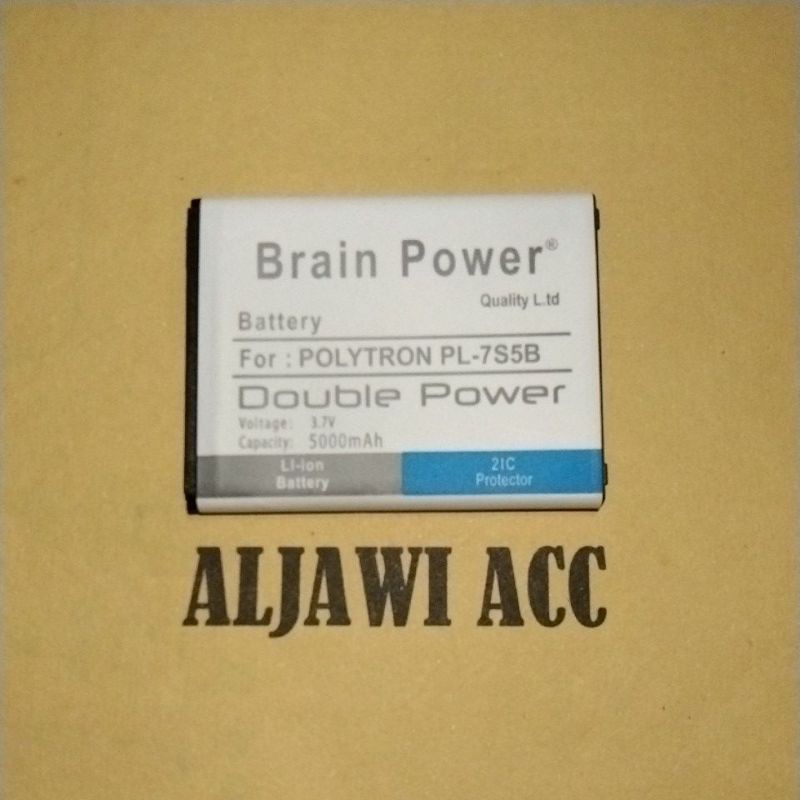 Brain Power®
Quality L.td
Battery
For : POLYTRON PL-7S5B
Double Power
Voltage: 3.7V
Capacity: 5000mAh
LI-ion
Battery
2IC
Protector
ALJAWI ACC